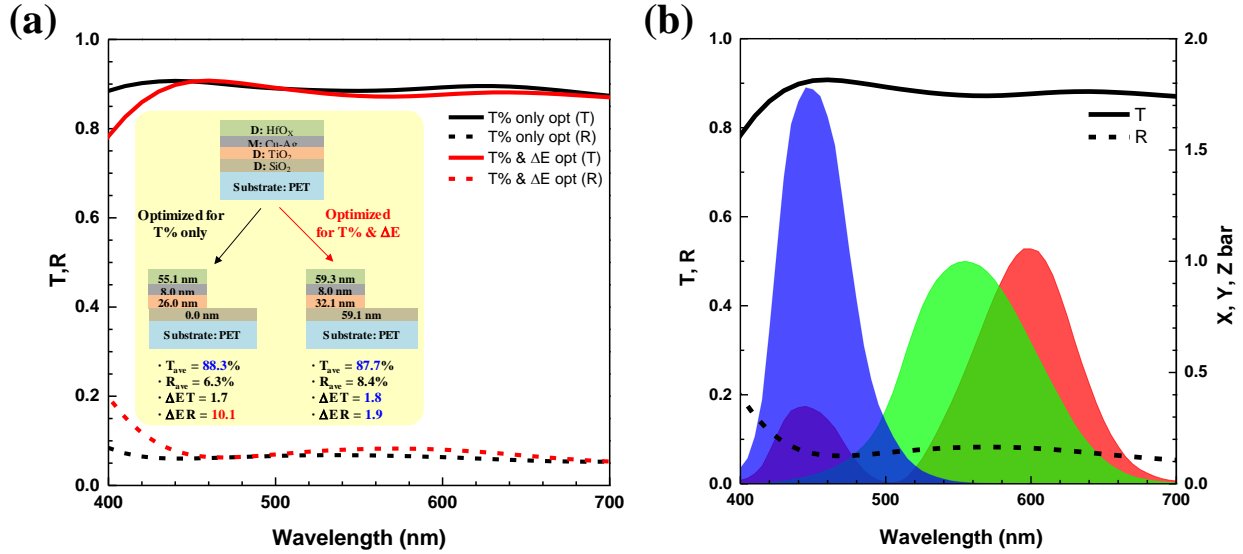 (a)
1.0
0.8
0.6
0.4
0.2
0.0
T,R
400
500
600
700
Wavelength (nm)
T% only opt (T)
T% only opt (R)
T% & ΔE opt (T)
T% & ΔE opt (R)
D: HfOX
M: Cu-Ag
D: TiO2
D: SiO2
Substrate: PET
Optimized for
T% only
Optimized
for T% & ΔE
55.1 nm
8.0 nm
26.0 nm
0.0 nm
Substrate: PET
59.3 nm
8.0 nm
32.1 nm
59.1 nm
Substrate: PET
· Tave = 88.3%
· Rave = 6.3%
· ΔET = 1.7
· ΔER = 10.1
· Tave = 87.7%
· Rave = 8.4%
· ΔET = 1.8
· ΔER = 1.9
(b)
1.0
0.8
0.6
0.4
0.2
0.0
T, R
400
500
600
700
Wavelength (nm)
T
R
2.0
1.5
1.0
0.5
0.0
X, Y, Z bar